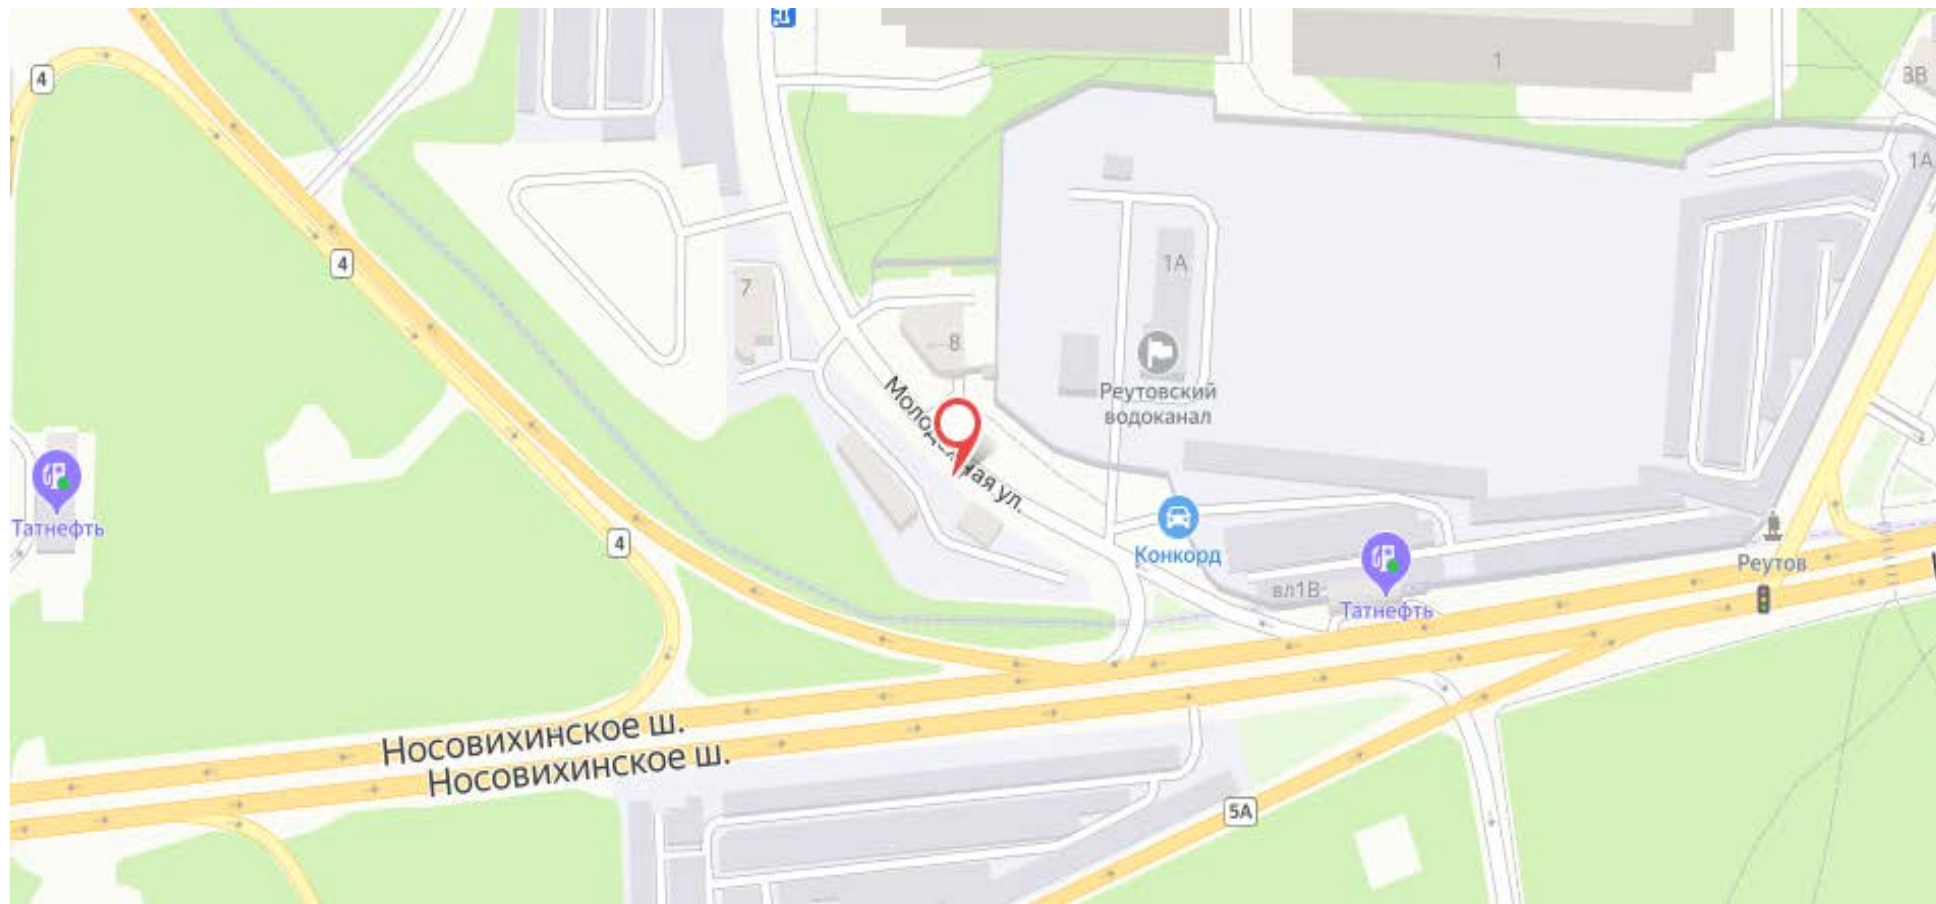 4
1
3В
1А
4
1А
7
8
Реутовский
водоканал
Татнефть
Конкорд
Реутов
4
вл1В
Татнефть
Носовихинское ш.
Носовихинское ш.
5А